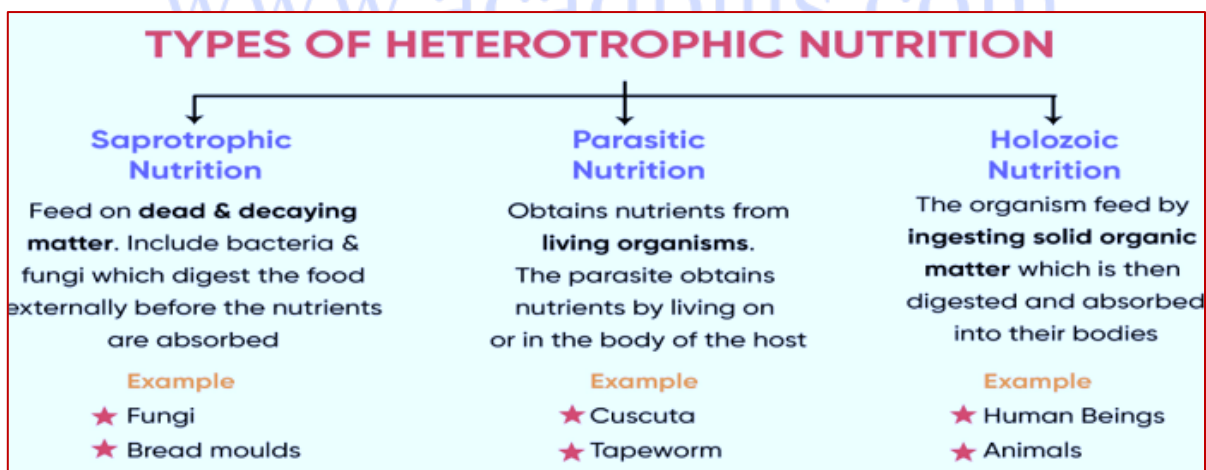 www.acadplus.com
TYPES OF HETEROTROPHIC NUTRITION
Saprotrophic
Nutrition
Feed on dead & decaying
matter. Include bacteria &
fungi which digest the food
externally before the nutrients
are absorbed
Example
Fungi
Bread moulds
Parasitic
Nutrition
Obtains nutrients from
living organisms.
The parasite obtains
nutrients by living on
or in the body of the host
Example
Cuscuta
Tapeworm
Holozoic
Nutrition
The organism feed by
ingesting solid organic
matter which is then
digested and absorbed
into their bodies
Example
Human Beings
Animals